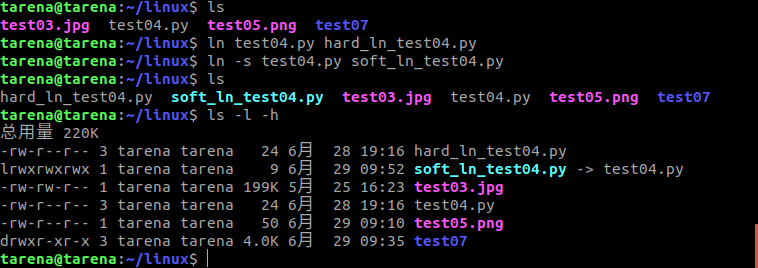 tarena@tarena:~/linux$ ls
test03.jpg  test04.py  test05.png  test07
tarena@tarena:~/linux$ ln test04.py hard_ln_test04.py
tarena@tarena:~/linux$ ln -s test04.py soft_ln_test04.py
tarena@tarena:~/linux$ ls
hard_ln_test04.py  soft_ln_test04.py  test03.jpg  test04.py  test05.png  test07
tarena@tarena:~/linux$ ls -l -h
总用量 220K
-rw-r--r-- 3 tarena tarena   24 6月  28 19:16 hard_ln_test04.py
lrwxrwxrwx 1 tarena tarena    9 6月  29 09:52 soft_ln_test04.py -> test04.py
-rw-rw-r-- 1 tarena tarena 199K 5月  25 16:23 test03.jpg
-rw-r--r-- 3 tarena tarena   24 6月  28 19:16 test04.py
-rw-r--r-- 1 tarena tarena   50 6月  29 09:10 test05.png
drwxr-xr-x 3 tarena tarena 4.0K 6月  29 09:35 test07
tarena@tarena:~/linux$